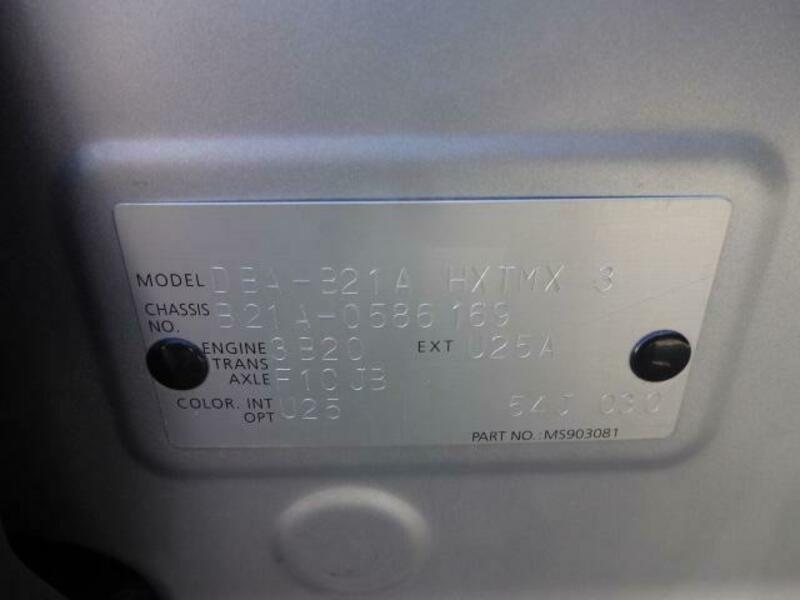 MODEL DBA-B21A HXTMX 3
CHASSIS NO. B21A-0586169
ENGINE 3B20 EXT U25A
TRANS AXLE F1CJB
COLOR. INT OPT U25 54J 030
PART NO.:MS903081